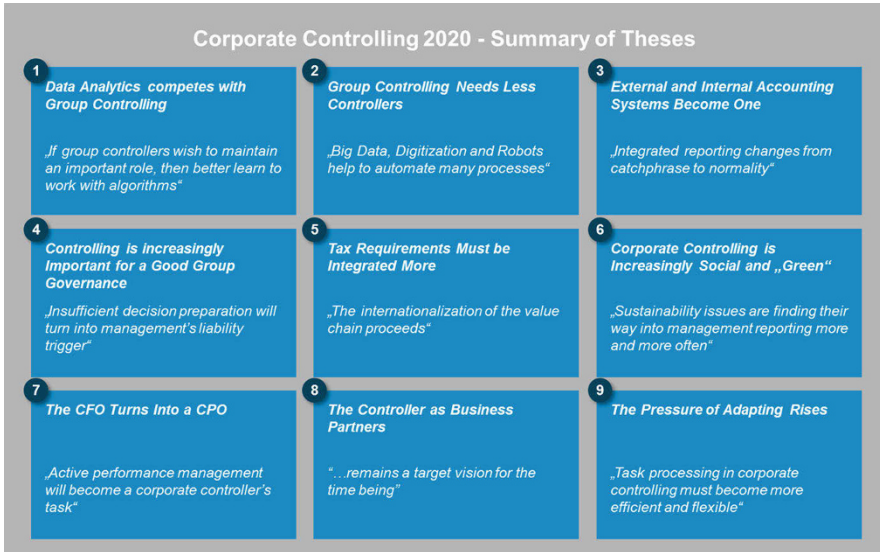 Corporate Controlling 2020 - Summary of Theses
1
Data Analytics competes with
Group Controlling
„If group controllers wish to maintain
an important role, then better learn to
work with algorithms“
2
Group Controlling Needs Less
Controllers
„Big Data, Digitization and Robots
help to automate many processes“
3
External and Internal Accounting
Systems Become One
„Integrated reporting changes from
catchphrase to normality“
4
Controlling is increasingly
Important for a Good Group
Governance
„Insufficient decision preparation will
turn into management’s liability
trigger“
5
Tax Requirements Must be
Integrated More
„The internationalization of the value
chain proceeds“
6
Corporate Controlling is
Increasingly Social and „Green“
„Sustainability issues are finding their
way into management reporting more
and more often“
7
The CFO Turns Into a CPO
„Active performance management
will become a corporate controller’s
task“
8
The Controller as Business
Partners
“…remains a target vision for the
time being”
9
The Pressure of Adapting Rises
„Task processing in corporate
controlling must become more
efficient and flexible“